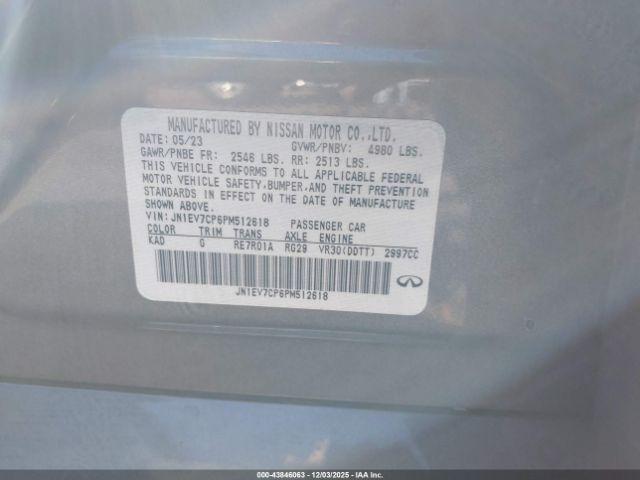 MANUFACTURED BY NISSAN MOTOR CO.,LTD.
DATE: 05/23 GVWR/PNBV: 4980 LBS.
GAWR/PNBE FR: 2546 LBS. RR: 2513 LBS.
THIS VEHICLE CONFORMS TO ALL APPLICABLE FEDERAL
MOTOR VEHICLE SAFETY,BUMPER,AND THEFT PREVENTION
STANDARDS IN EFFECT ON THE DATE OF MANUFACTURE
SHOWN ABOVE.
VIN: JN1EV7CP6PM512618 PASSENGER CAR
COLOR TRIM TRANS AXLE ENGINE
KAD G RE7R01A RG29 VR30(DDTT) 2997CC
JN1EV7CP6PM512618
000-43846063 - 12/03/2025 - IAAI.com